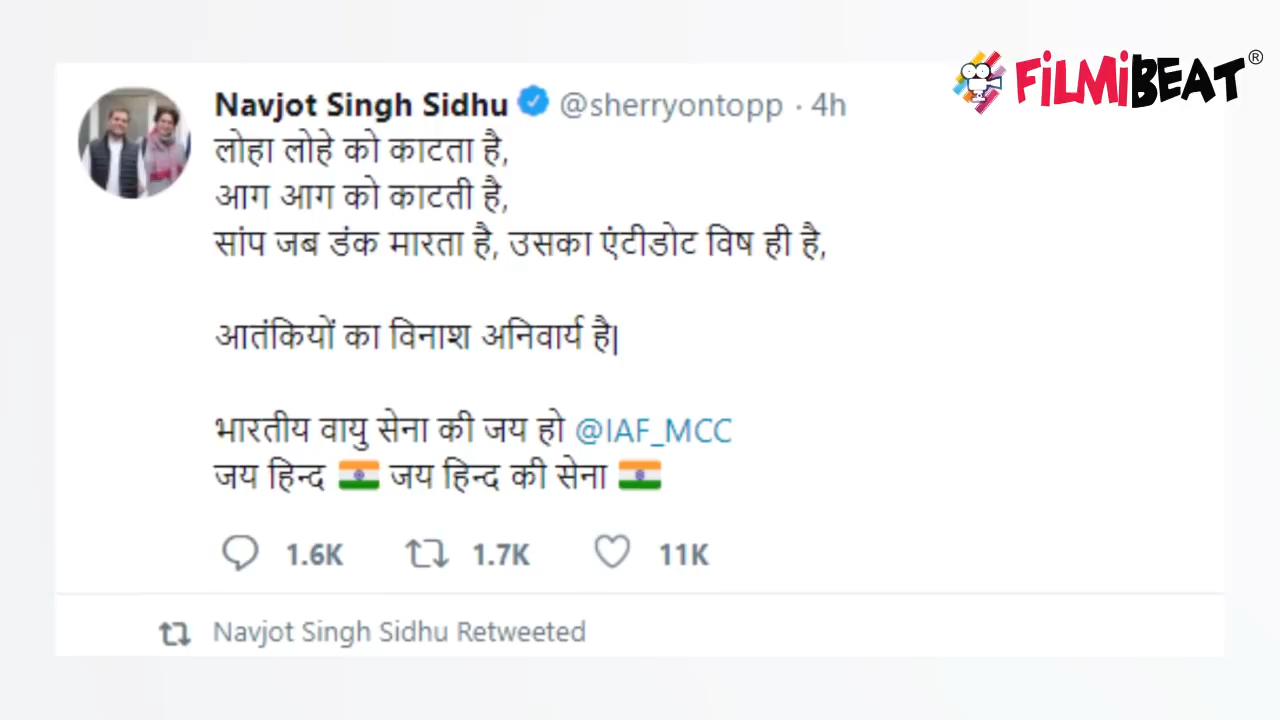 FILMIBEAT®
Navjot Singh Sidhu @sherryontopp · 4h
लोहा लोहे को काटता है,
आग आग को काटती है,
सांप जब डंक मारता है, उसका एंटीडोट विष ही है,
आतंकियों का विनाश अनिवार्य है|
भारतीय वायु सेना की जय हो @IAF_MCC
जय हिन्द 🇮🇳 जय हिन्द की सेना 🇮🇳
1.6K 1.7K 11K
Navjot Singh Sidhu Retweeted